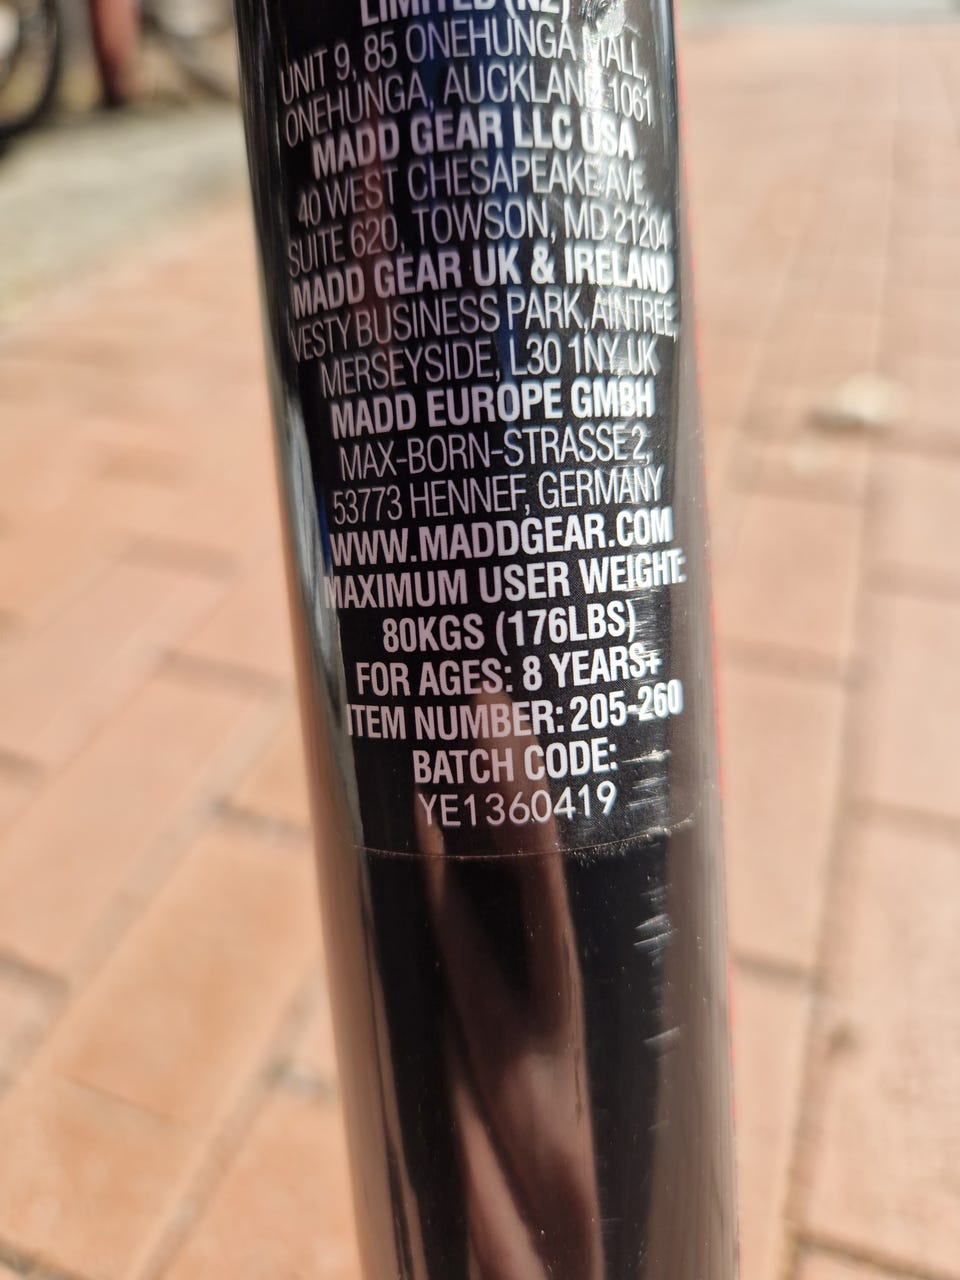 LIMITED (NZ)
UNIT 9, 85 ONEHUNGA MALL,
ONEHUNGA, AUCKLAND 1061
MADD GEAR LLC USA
40 WEST CHESAPEAKE AVE,
SUITE 620, TOWSON, MD 21204
MADD GEAR UK & IRELAND
VESTY BUSINESS PARK, AINTREE,
MERSEYSIDE, L30 1NY, UK
MADD EUROPE GMBH
MAX-BORN-STRASSE 2,
53773 HENNEF, GERMANY
WWW.MADDGEAR.COM
MAXIMUM USER WEIGHT:
80KGS (176LBS)
FOR AGES: 8 YEARS+
ITEM NUMBER: 205-260
BATCH CODE:
YE1360419